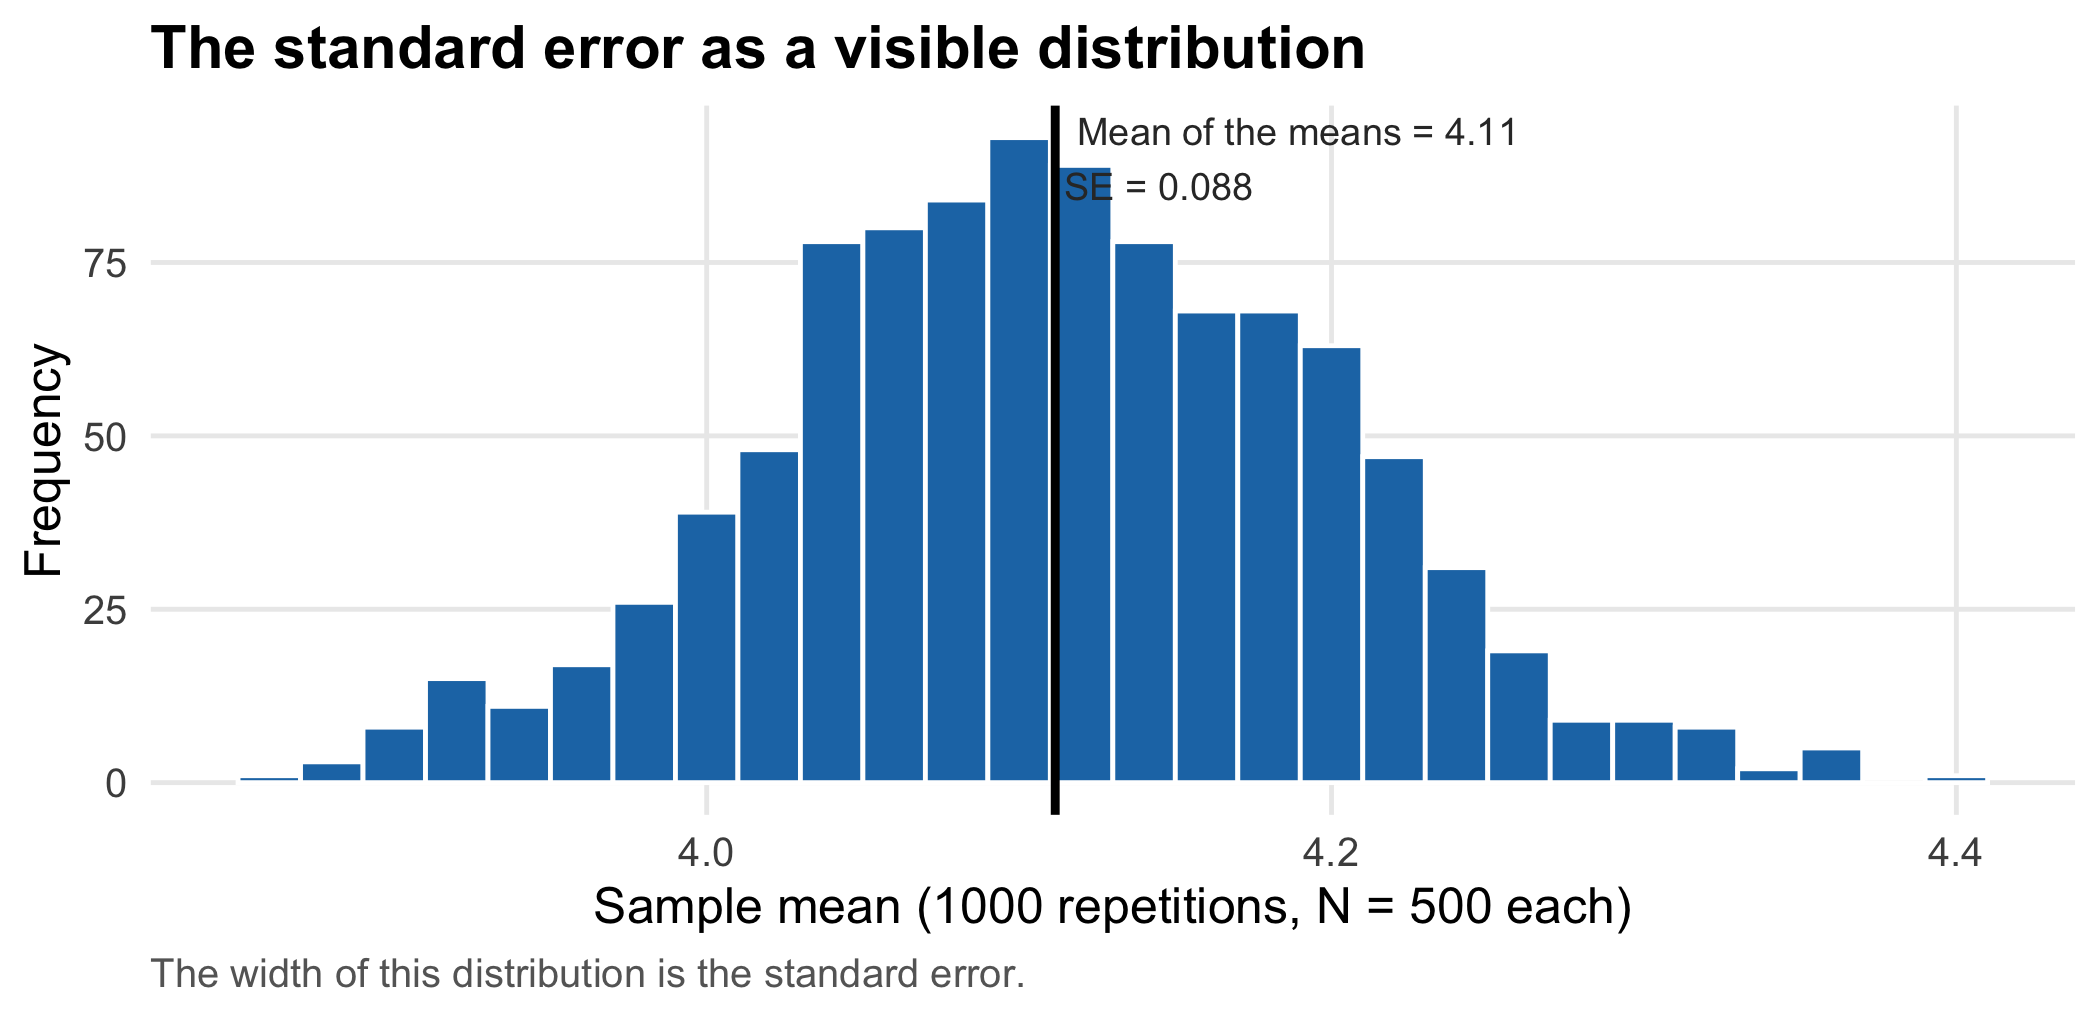 The standard error as a visible distribution
Mean of the means = 4.11
SE = 0.088
75
50
25
0
Frequency
4.0
4.2
4.4
Sample mean (1000 repetitions, N = 500 each)
The width of this distribution is the standard error.